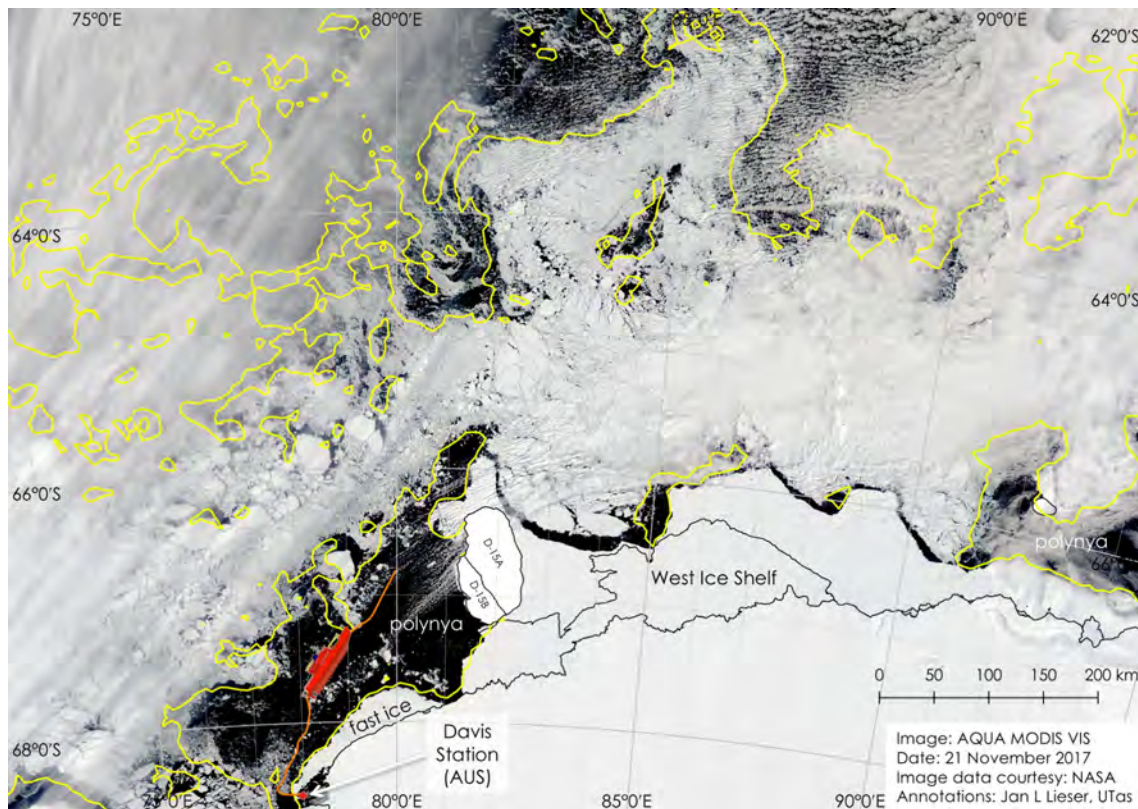 75°0'E
80°0'E
90°0'E
62°0'S
64°0'S
64°0'S
66°0'S
D-15A
D-15B
West Ice Shelf
polynya
polynya
fast ice
0 50 100 150 200 km
68°0'S
Davis
Station
(AUS)
Image: AQUA MODIS VIS
Date: 21 November 2017
Image data courtesy: NASA
Annotations: Jan L Lieser, UTas
80°0'E
85°0'E
90°0'E